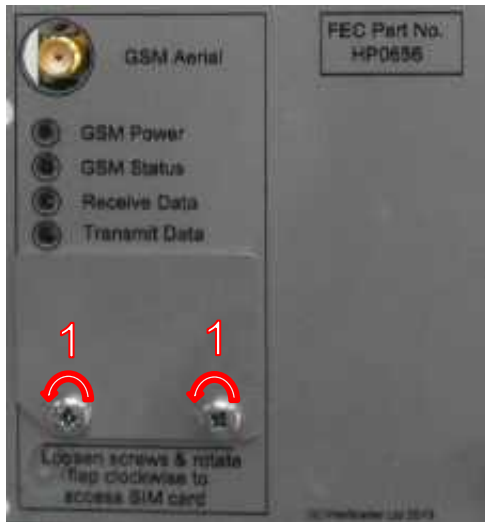 GSM Aerial
FEC Part No.
HP0656
GSM Power
GSM Status
Receive Data
Transmit Data
1 1
Loosen screws & rotate
flap clockwise to
access SIM card